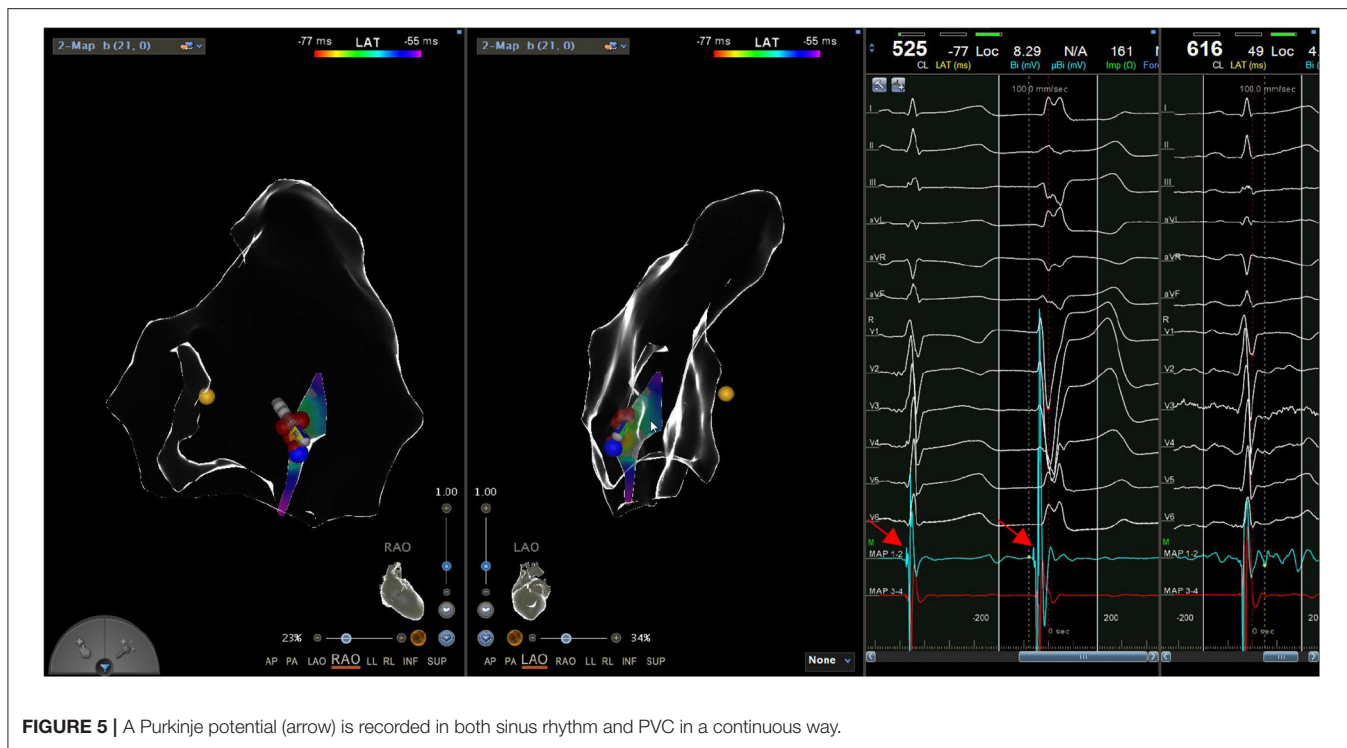 2-Map b (21, 0)
-77 ms LAT -55 ms
1.00
RAO
23%
AP PA LAO RAO LL RL INF SUP
2-Map b (21, 0)
-77 ms LAT -55 ms
1.00
LAO
34%
AP PA LAO RAO LL RL INF SUP
None
525 -77 Loc 8.29 N/A 161
CL LAT (ms) Bi (mV) µBi (mV) Imp (Ω)
100.0 mm/sec
I
II
III
aVL
aVR
aVF
R
V1
V2
V3
V4
V5
V6
M
MAP 1-2
MAP 3-4
-200 0 sec 200
616 49 Loc 4.
CL LAT (ms) Bi (
100.0 mm/sec
I
II
III
aVL
aVR
aVF
R
V1
V2
V3
V4
V5
V6
M
MAP 1-2
MAP 3-4
-200 0 sec 200
FIGURE 5 | A Purkinje potential (arrow) is recorded in both sinus rhythm and PVC in a continuous way.